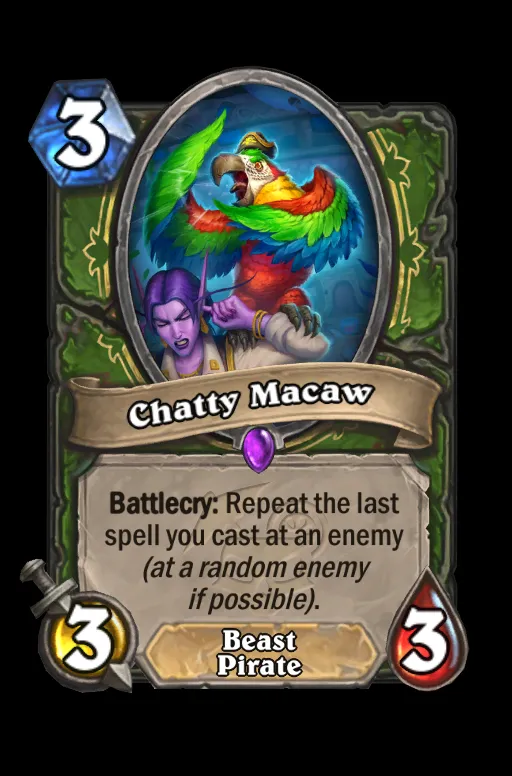 3
Chatty Macaw
Battlecry: Repeat the last
spell you cast at an enemy
(at a random enemy
if possible).
3
Beast
Pirate
3